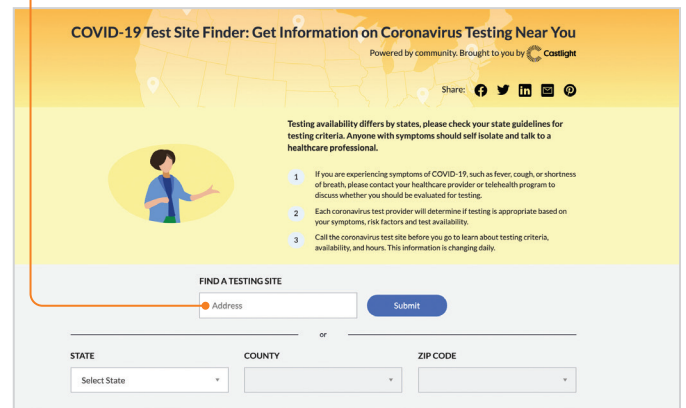 COVID-19 Test Site Finder: Get Information on Coronavirus Testing Near You
Powered by community. Brought to you by Castlight
Share:
Testing availability differs by states, please check your state guidelines for
testing criteria. Anyone with symptoms should self isolate and talk to a
healthcare professional.
1 If you are experiencing symptoms of COVID-19, such as fever, cough, or shortness
of breath, please contact your healthcare provider or telehealth program to
discuss whether you should be evaluated for testing.
2 Each coronavirus test provider will determine if testing is appropriate based on
your symptoms, risk factors and test availability.
3 Call the coronavirus test site before you go to learn about testing criteria,
availability, and hours. This information is changing daily.
FIND A TESTING SITE
Address Submit
or
STATE COUNTY ZIP CODE
Select State